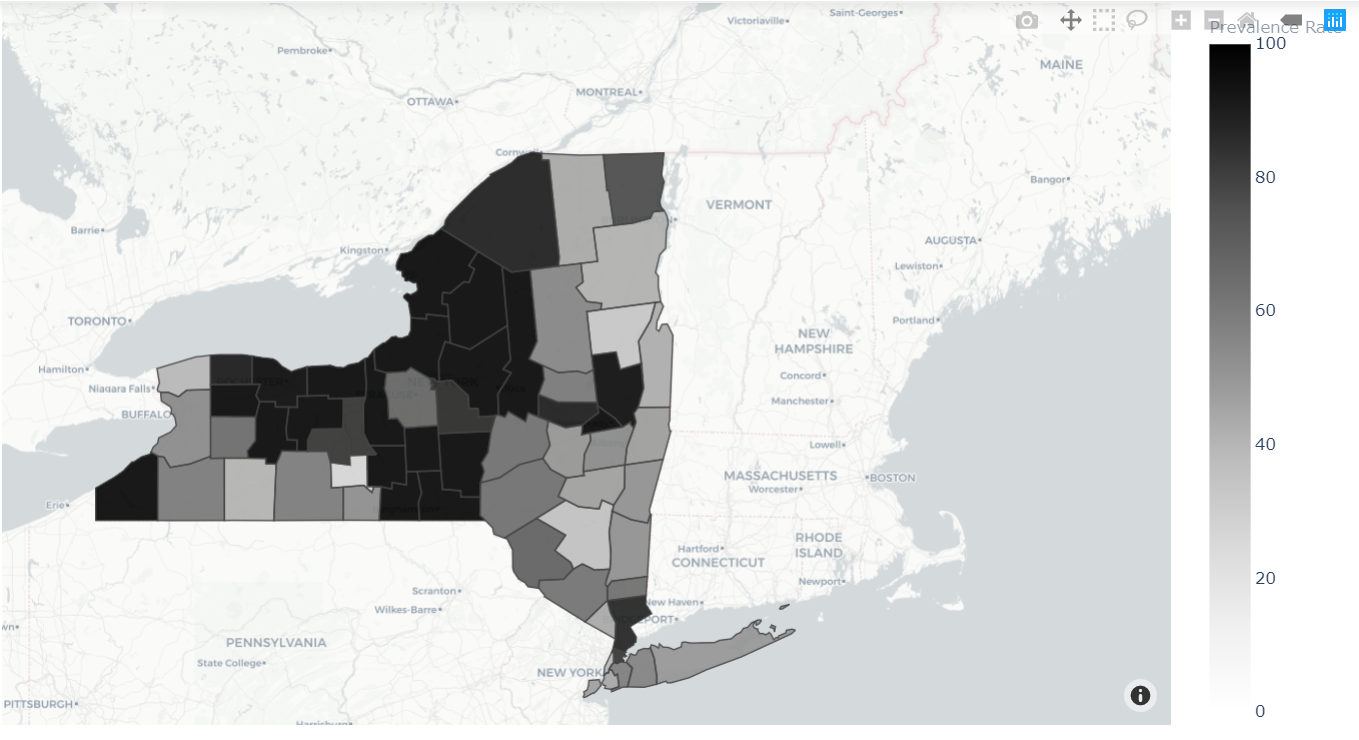 Saint-Georges
Victoriaville
Prevalence Rate
100
Pembroke
MAINE
MONTREAL
OTTAWA
Cornwall
80
Bangor
VERMONT
Barrie
AUGUSTA
Kingston
Lewiston
60
TORONTO
Portland
NEW
HAMPSHIRE
Hamilton
Concord
Niagara Falls
Manchester
BUFFALO
40
Lowell
MASSACHUSETTS
BOSTON
Worcester
Erie
RHODE
ISLAND
Hartford
CONNECTICUT
20
Newport
Scranton
New Haven
Wilkes-Barre
PORT
wn
PENNSYLVANIA
State College
NEW YORK
PITTSBURGH
0
Harrisburg